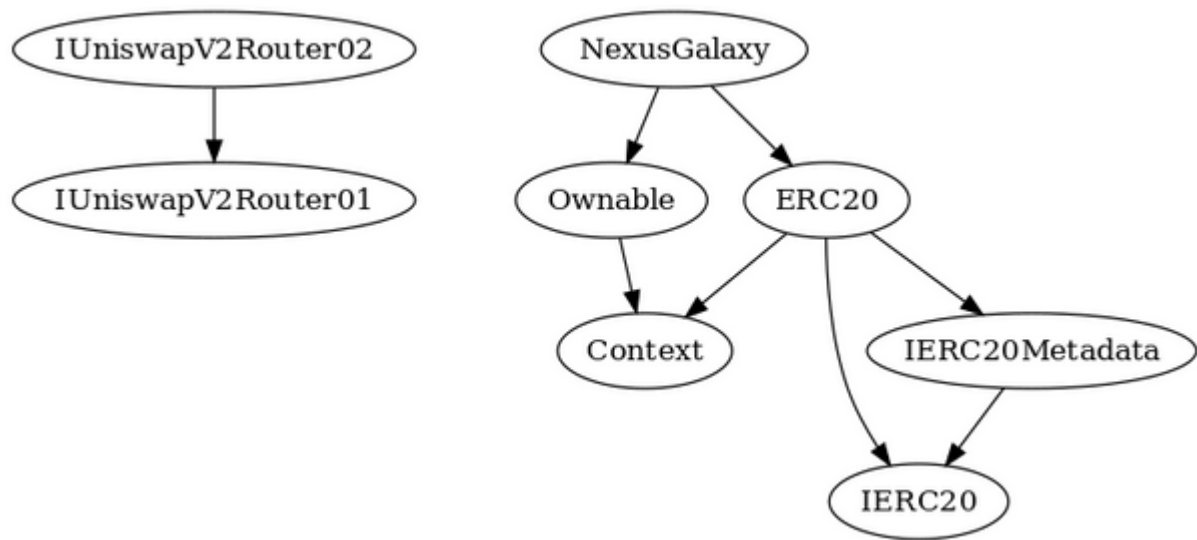 IUniswapV2Router02
NexusGalaxy
IUniswapV2Router01
Ownable
ERC20
Context
IERC20Metadata
IERC20